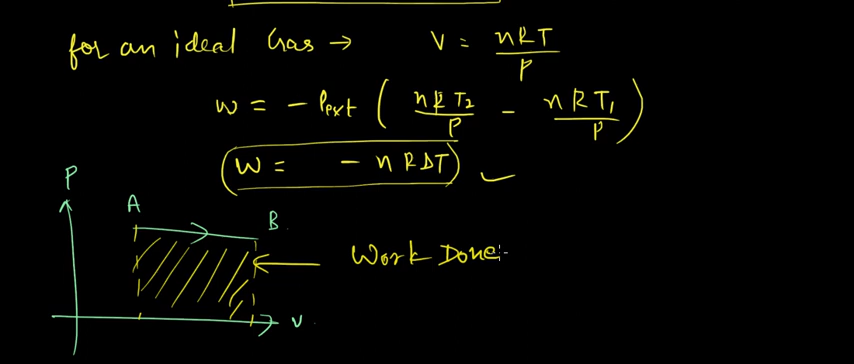 for an ideal Gas → V = nRT/P
W = - Pext ( nRT2/P - nRT1/P )
W = - nRΔT ✓
P
A
B
Work Done
V